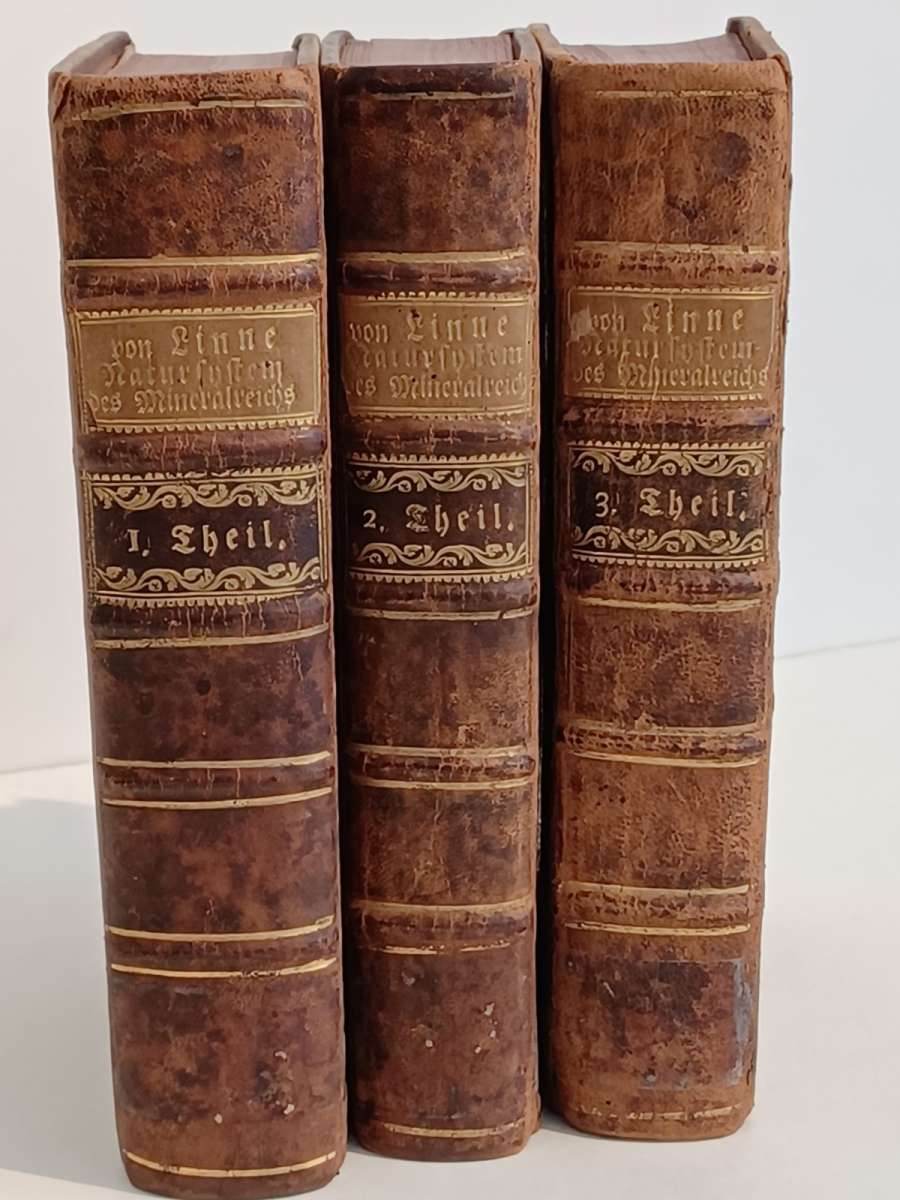 von Linne
Natursystem
des Mineralreichs
1. Theil.
von Linne
Natursystem
des Mineralreich
2. Theil.
von Linne
Natursystem
des Mineralreichs
3. Theil.